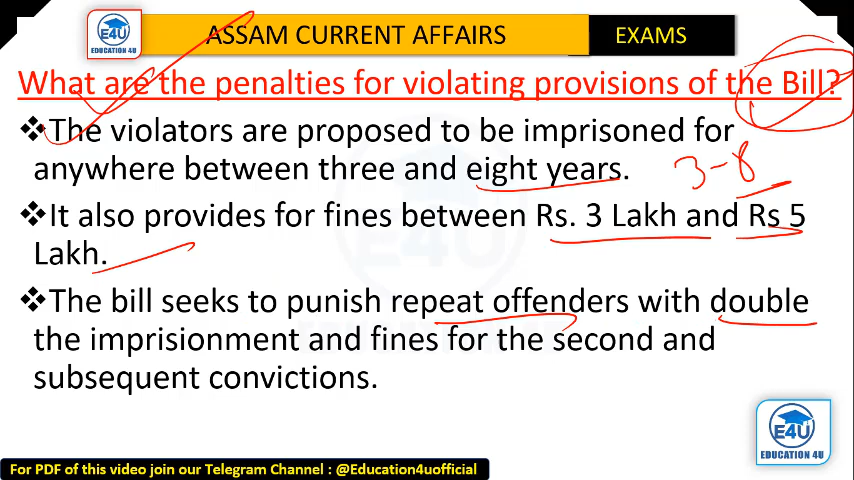 E4U
EDUCATION 4U
ASSAM CURRENT AFFAIRS
EXAMS
What are the penalties for violating provisions of the Bill?
❖The violators are proposed to be imprisoned for
anywhere between three and eight years.
3-8
❖It also provides for fines between Rs. 3 Lakh and Rs 5
Lakh.
❖The bill seeks to punish repeat offenders with double
the imprisionment and fines for the second and
subsequent convictions.
E4U
EDUCATION 4U
For PDF of this video join our Telegram Channel : @Education4uofficial